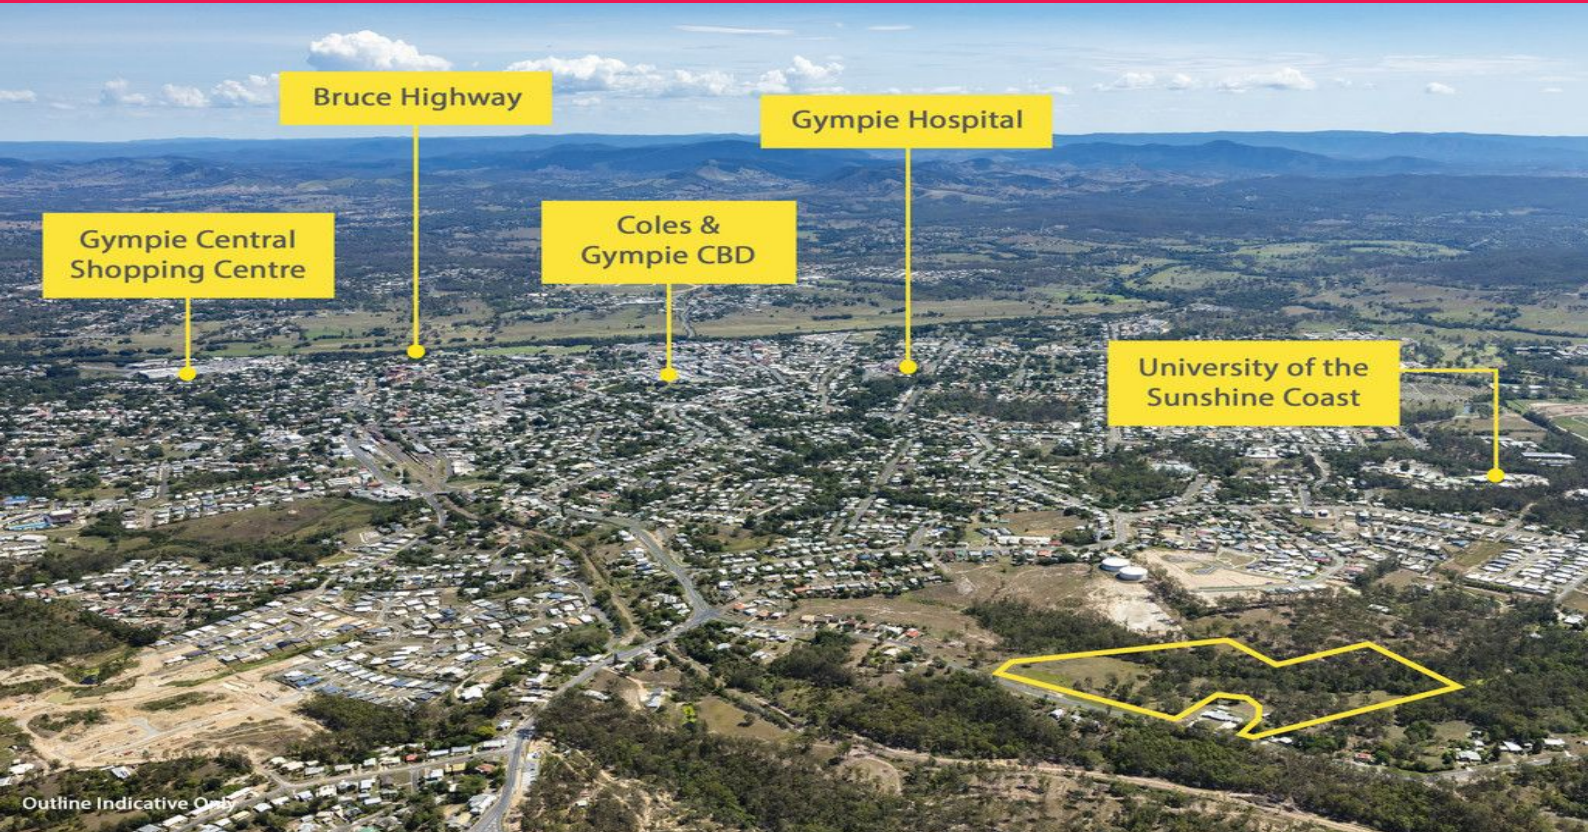 Bruce Highway
Gympie Hospital
Coles &
Gympie CBD
Gympie Central
Shopping Centre
University of the
Sunshine Coast
Outline Indicative Only